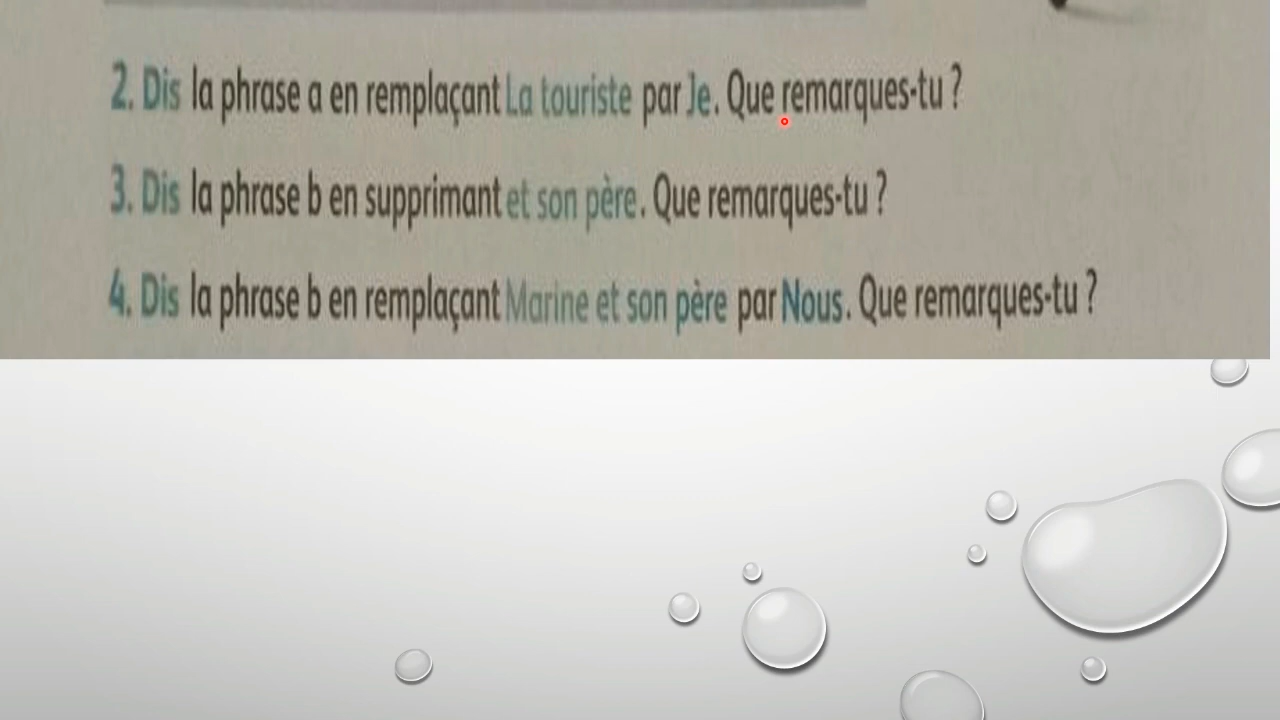 2. Dis la phrase a en remplaçant La touriste par Je. Que remarques-tu ?
3. Dis la phrase b en supprimant et son père. Que remarques-tu ?
4. Dis la phrase b en remplaçant Marine et son père par Nous. Que remarques-tu ?